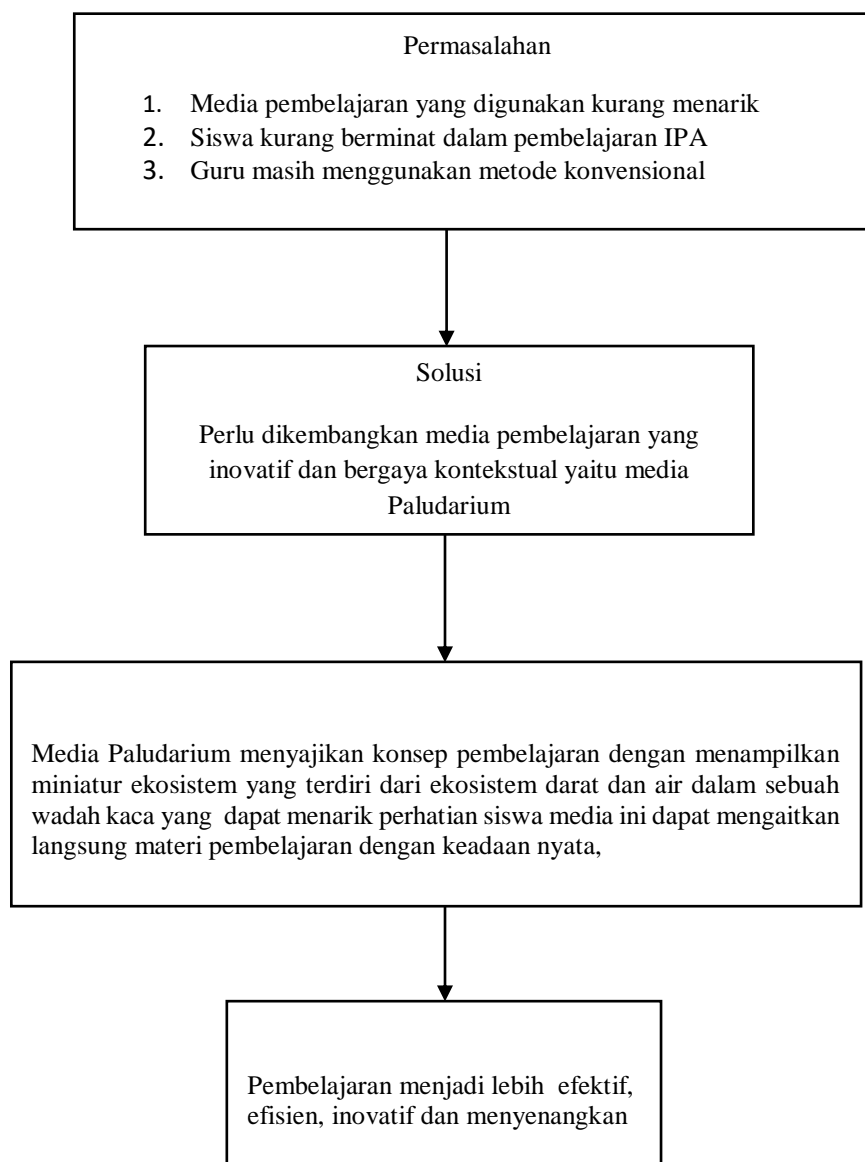 Permasalahan
1. Media pembelajaran yang digunakan kurang menarik
2. Siswa kurang berminat dalam pembelajaran IPA
3. Guru masih menggunakan metode konvensional
Solusi
Perlu dikembangkan media pembelajaran yang
inovatif dan bergaya kontekstual yaitu media
Paludarium
Media Paludarium menyajikan konsep pembelajaran dengan menampilkan
miniatur ekosistem yang terdiri dari ekosistem darat dan air dalam sebuah
wadah kaca yang dapat menarik perhatian siswa media ini dapat mengaitkan
langsung materi pembelajaran dengan keadaan nyata,
Pembelajaran menjadi lebih efektif,
efisien, inovatif dan menyenangkan